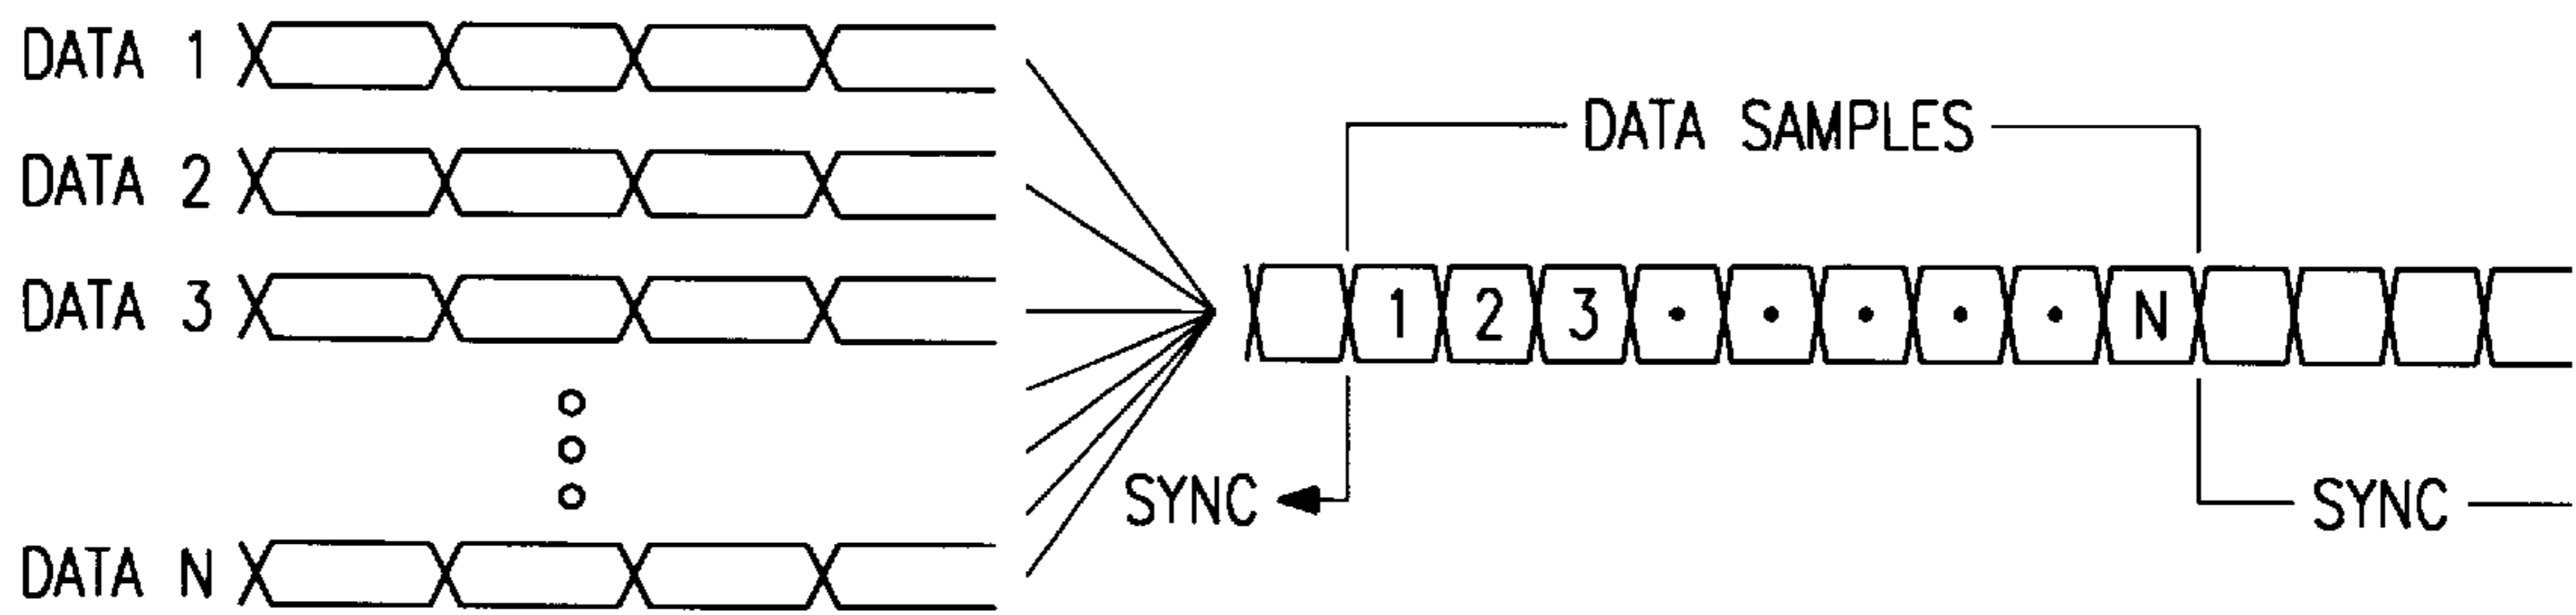 DATA 1
DATA 2
DATA 3
DATA N
DATA SAMPLES
1 2 3 • • • • • N
SYNC
SYNC